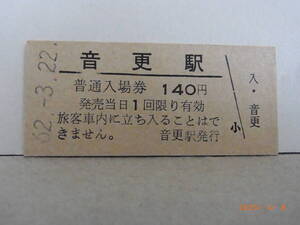 62.-3.22
音更駅
普通入場券 140円
発売当日1回限り有効
旅客車内に立ち入ることはで
きません。 音更駅発行
入・音更
小